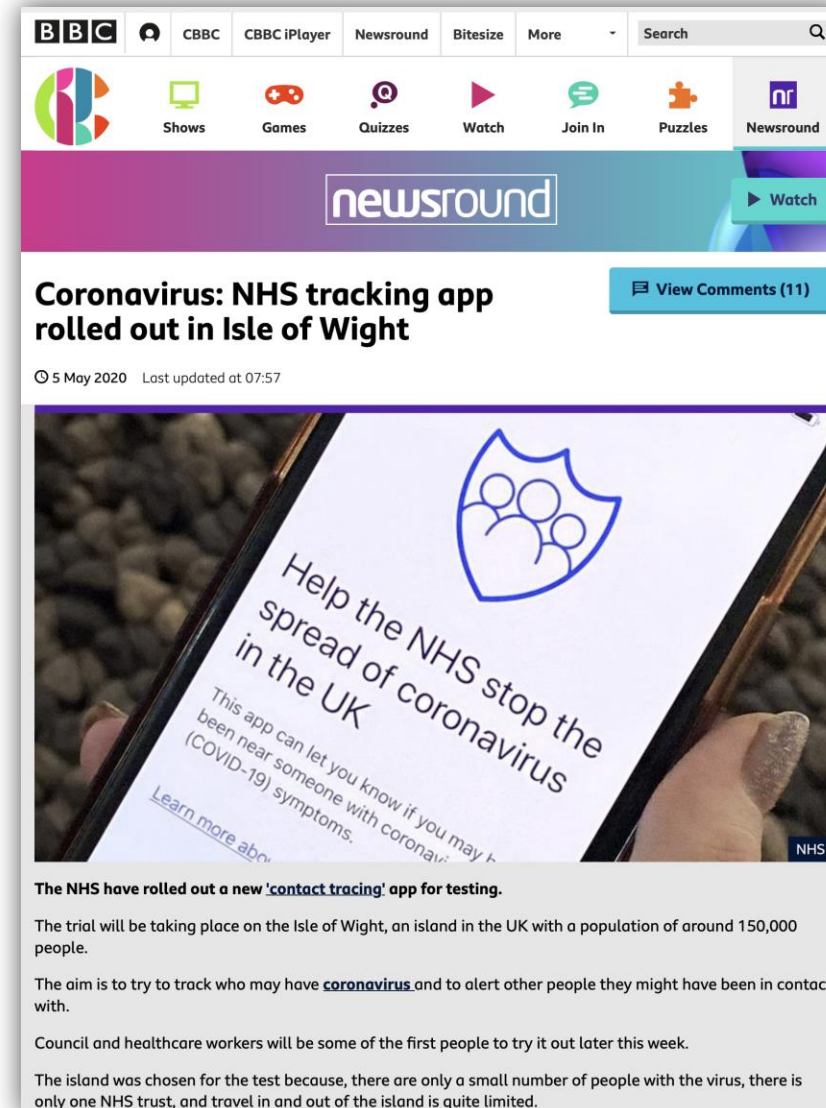 BBC CBBC CBBC iPlayer Newsround Bitesize More Search
Shows Games Quizzes Watch Join In Puzzles Newsround
newsround
Watch
Coronavirus: NHS tracking app
rolled out in Isle of Wight
View Comments (11)
5 May 2020 Last updated at 07:57
Help the NHS stop the
spread of coronavirus
in the UK
This app can let you know if you may
been near someone with
(COVID-19) symptoms.
Learn more
NHS
The NHS have rolled out a new 'contact tracing' app for testing.
The trial will be taking place on the Isle of Wight, an island in the UK with a population of around 150,000
people.
The aim is to try to track who may have coronavirus and to alert other people they might have been in contac
with.
Council and healthcare workers will be some of the first people to try it out later this week.
The island was chosen for the test because, there are only a small number of people with the virus, there is
only one NHS trust, and travel in and out of the island is quite limited.